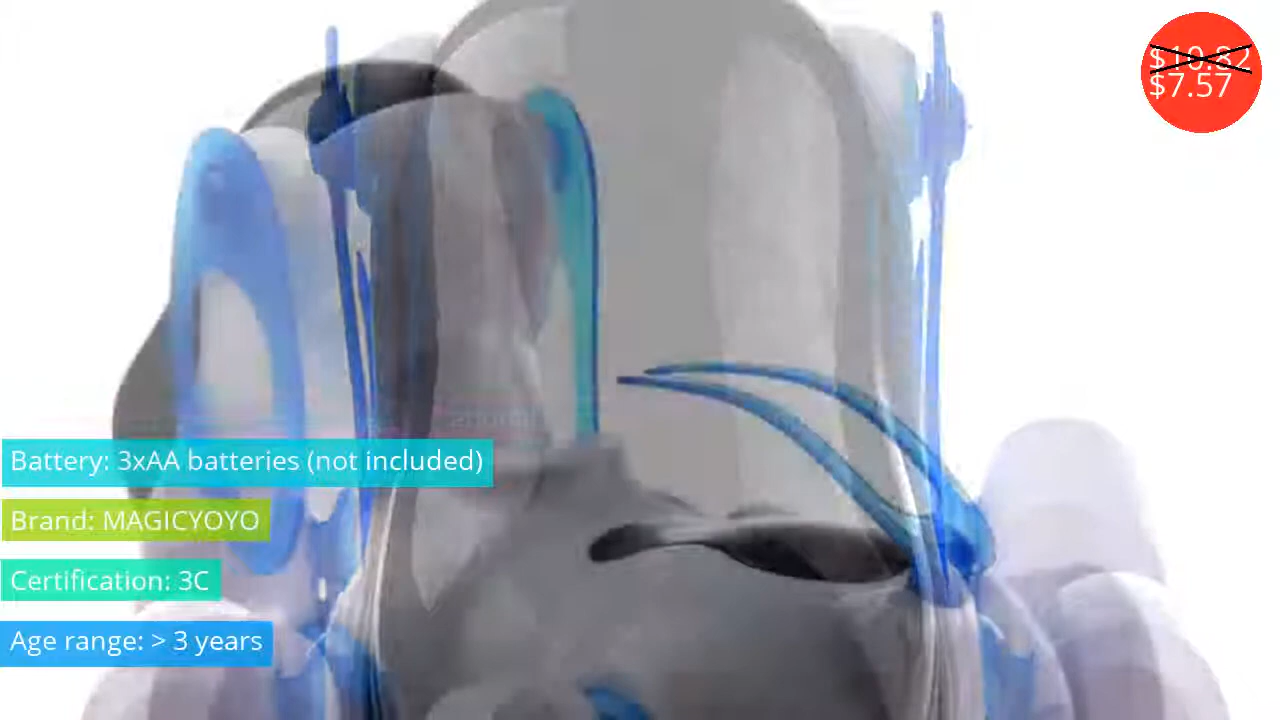 $10.82
$7.57
Battery: 3xAA batteries (not included)
Brand: MAGICYOYO
Certification: 3C
Age range: > 3 years